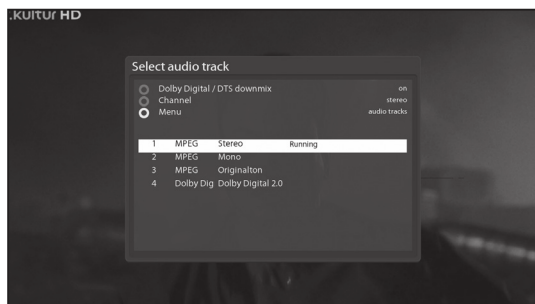 .kultur HD
Select audio track
Dolby Digital / DTS downmix on
Channel stereo
Menu audio tracks
1 MPEG Stereo Running
2 MPEG Mono
3 MPEG Originalton
4 Dolby Dig Dolby Digital 2.0